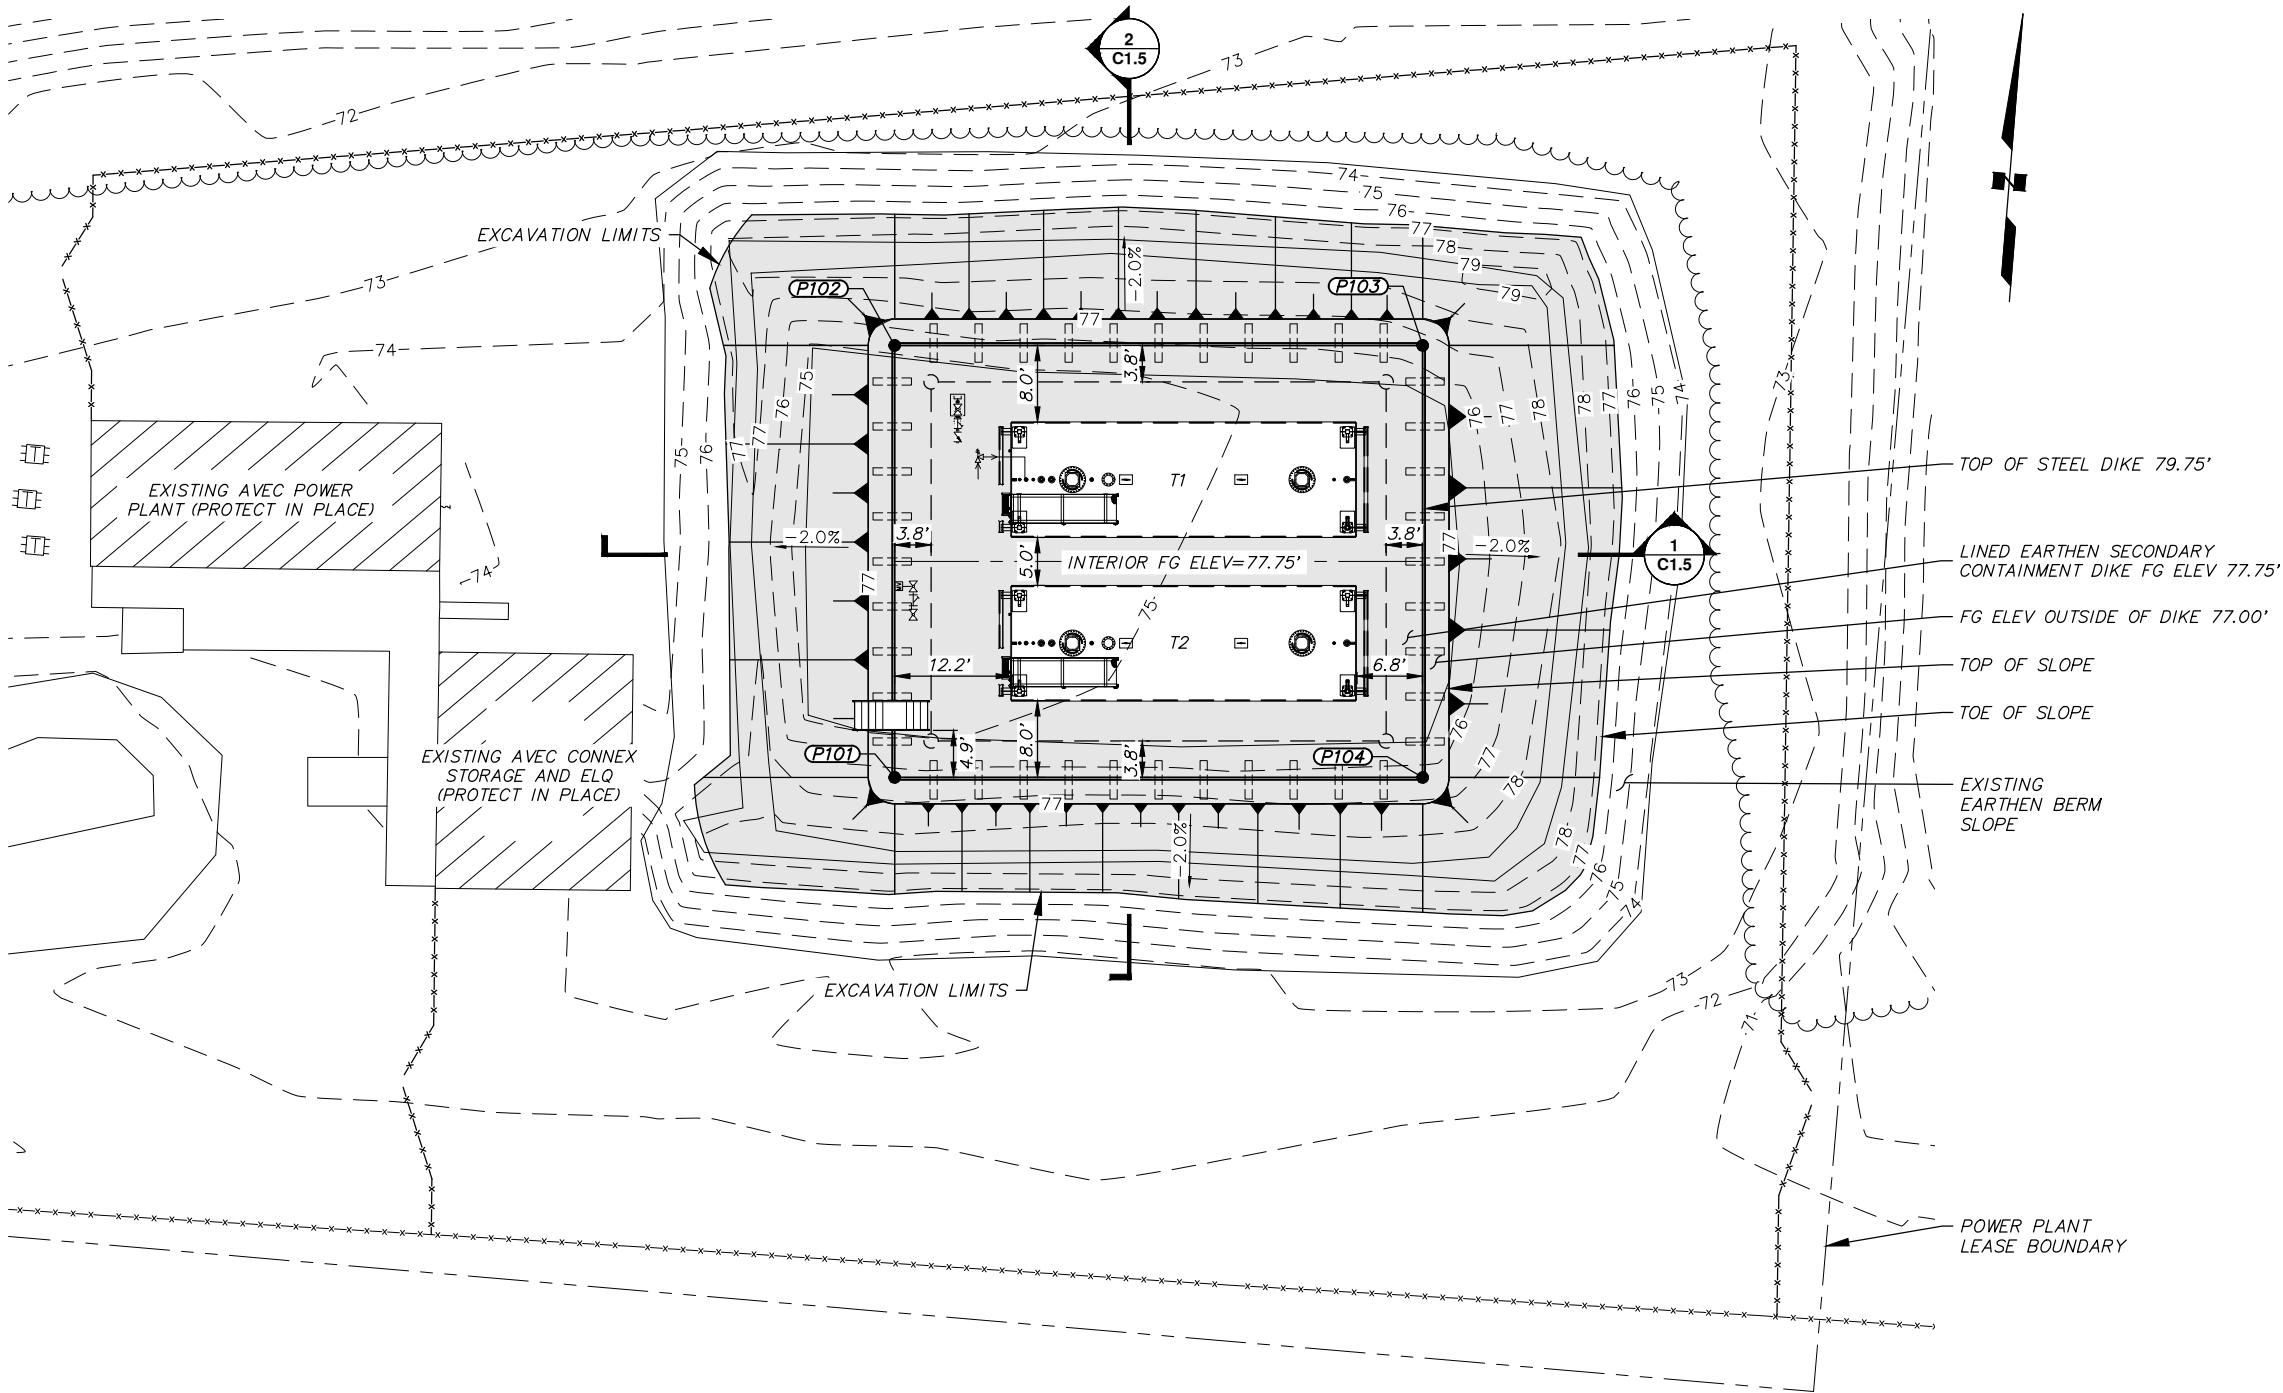 2
C1.5
73
72
74
75
76
77
78
79
79
EXCAVATION LIMITS
-2.0%
P102
P103
73
77
74
8.0'
3.8'
75
76
77
77
76
77
78
78
77
76
75
74
73
75
76
T1
TOP OF STEEL DIKE 79.75'
EXISTING AVEC POWER
PLANT (PROTECT IN PLACE)
-2.0%
3.8'
3.8'
77
-2.0%
1
C1.5
LINED EARTHEN SECONDARY
CONTAINMENT DIKE FG ELEV 77.75'
5.0'
INTERIOR FG ELEV=77.75'
74
77
75
FG ELEV OUTSIDE OF DIKE 77.00'
T2
12.2'
6.8'
TOP OF SLOPE
TOE OF SLOPE
76
77
78
P101
4.9'
8.0'
3.8'
P104
EXISTING AVEC CONNEX
STORAGE AND ELQ
(PROTECT IN PLACE)
EXISTING
EARTHEN BERM
SLOPE
77
-2.0%
78
77
76
75
74
EXCAVATION LIMITS
73
72
71
POWER PLANT
LEASE BOUNDARY